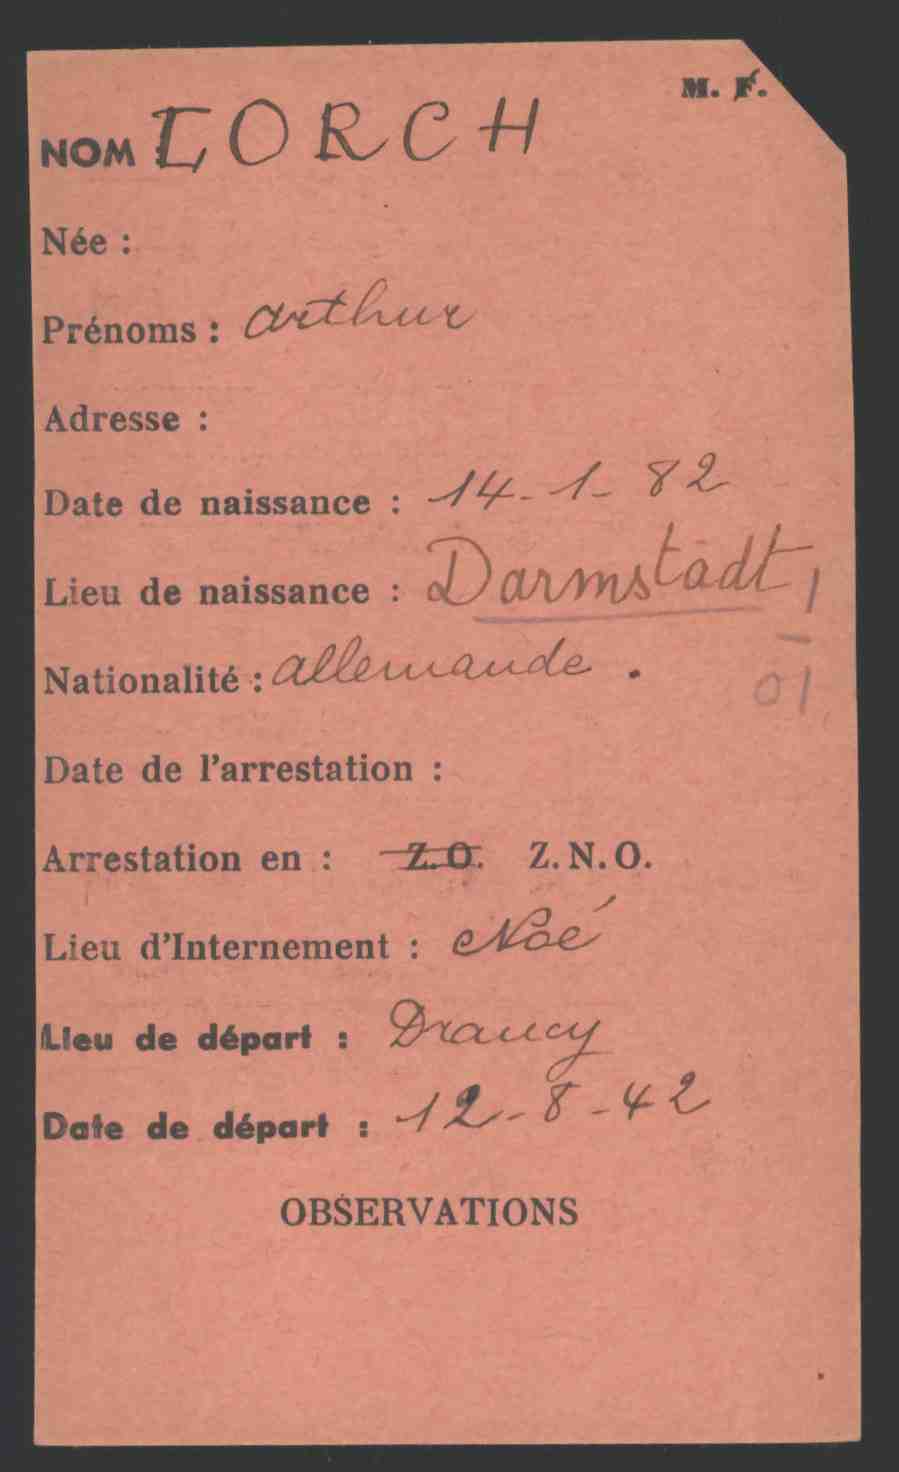 M. F.
NOM LORCH
Née :
Prénoms : Arthur
Adresse :
Date de naissance : 14-1-82
Lieu de naissance : Darmstadt
Nationalité : allemande.
01
Date de l'arrestation :
Arrestation en : Z.O. Z.N.O.
Lieu d'Internement : Noé
Lieu de départ : Drancy
Date de départ : 12-8-42
OBSERVATIONS